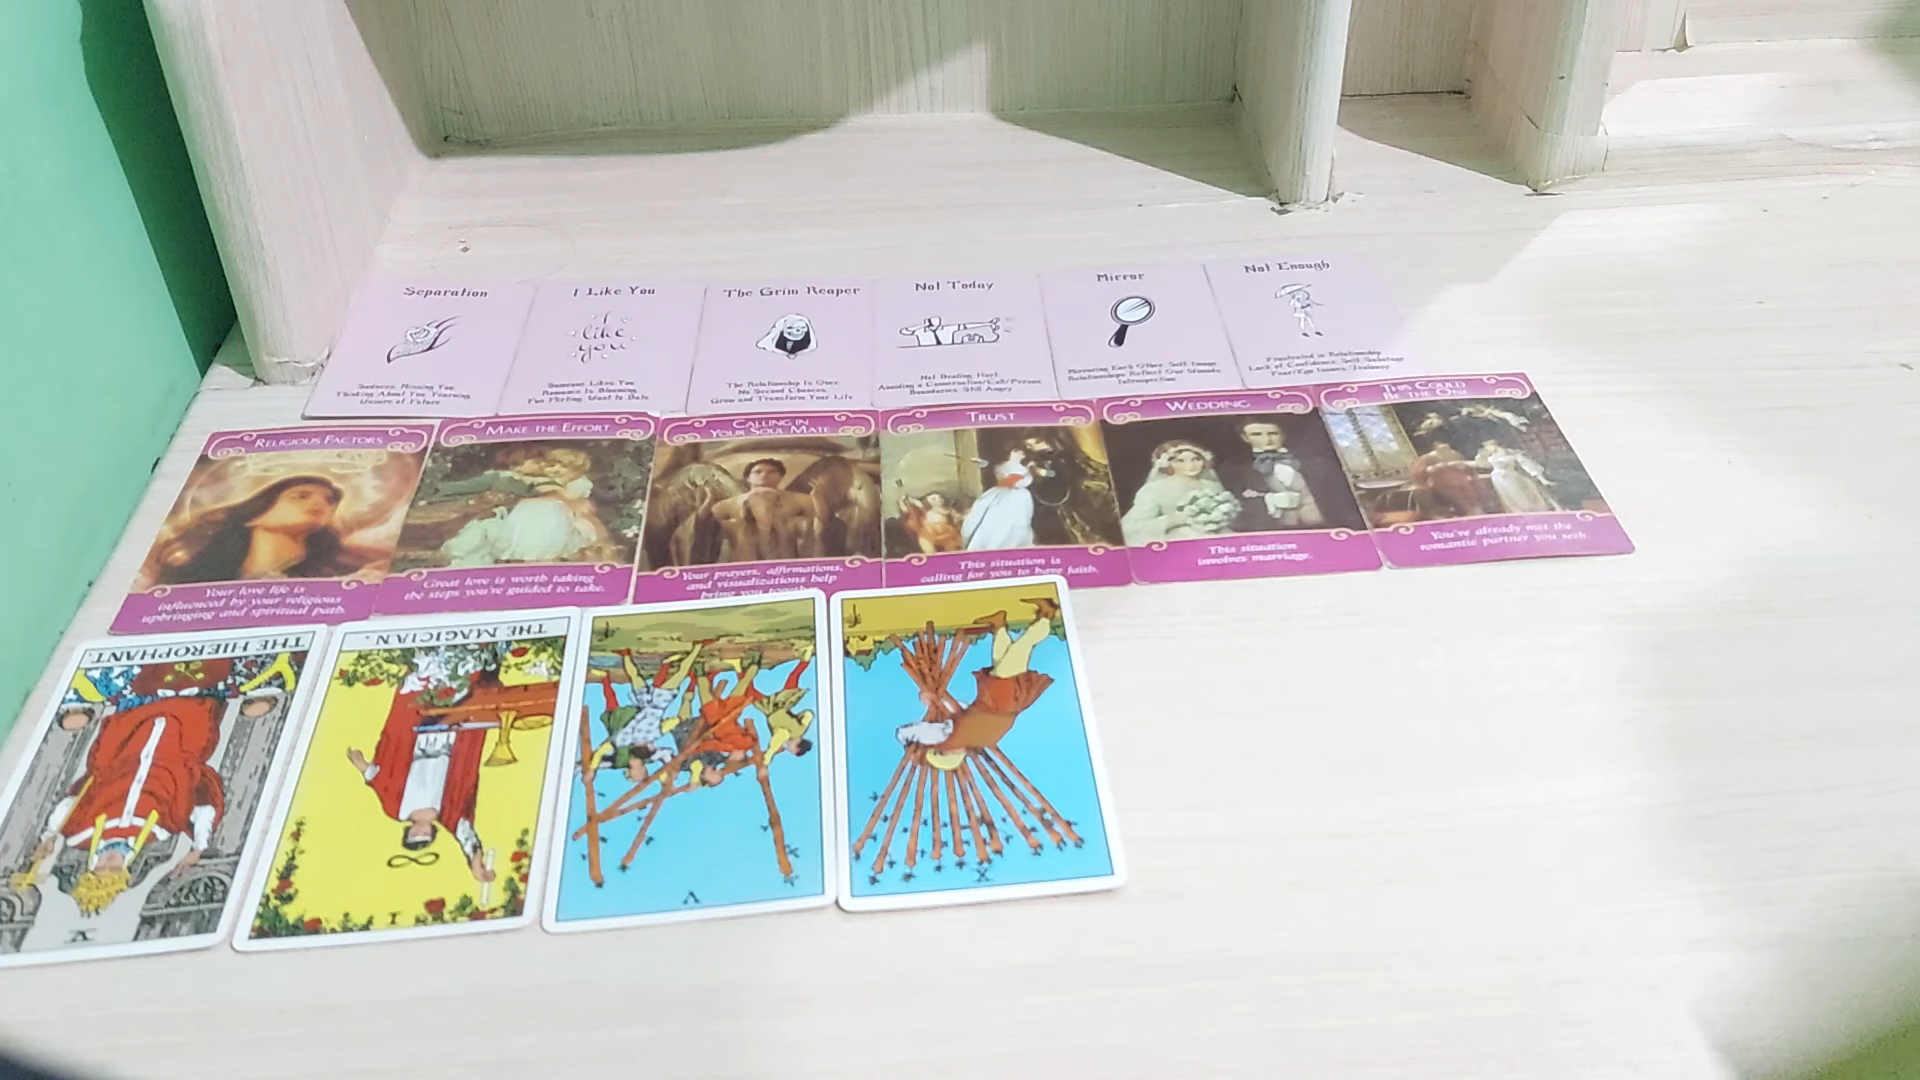 Separation
Sadness, Missing You,
Thinking About You, Yearning
Unsure of Future
I Like You
I
like
you
Someone Likes You
Romance Is Blooming
Fun Flirting, Want to Date
The Grim Reaper
The Relationship Is Over
No Second Chances,
Grow and Transform Your Life
Not Today
Not Dealing, Hurt
Avoiding a Conversation/Call/Person
Boundaries, Still Angry
Mirror
Mirroring Each Other, Self Image
Relationships Reflect Our Wounds
Introspection
Not Enough
Frustrated in Relationship
Lack of Confidence, Self-Sabotage
RELIGIOUS FACTORS
Your love life is
influenced by your religious
upbringing and spiritual path.
MAKE THE EFFORT
Great love is worth taking
the steps you're guided to take.
CALLING IN
YOUR SOUL MATE
Your prayers, affirmations,
and visualizations help
bring you together
TRUST
This situation is
calling for you to have faith.
WEDDING
This situation
involves marriage.
THIS COULD
BE THE ONE
You've already met the
romantic partner you seek.
THE HIEROPHANT.
V
THE MAGICIAN.
I
V
X